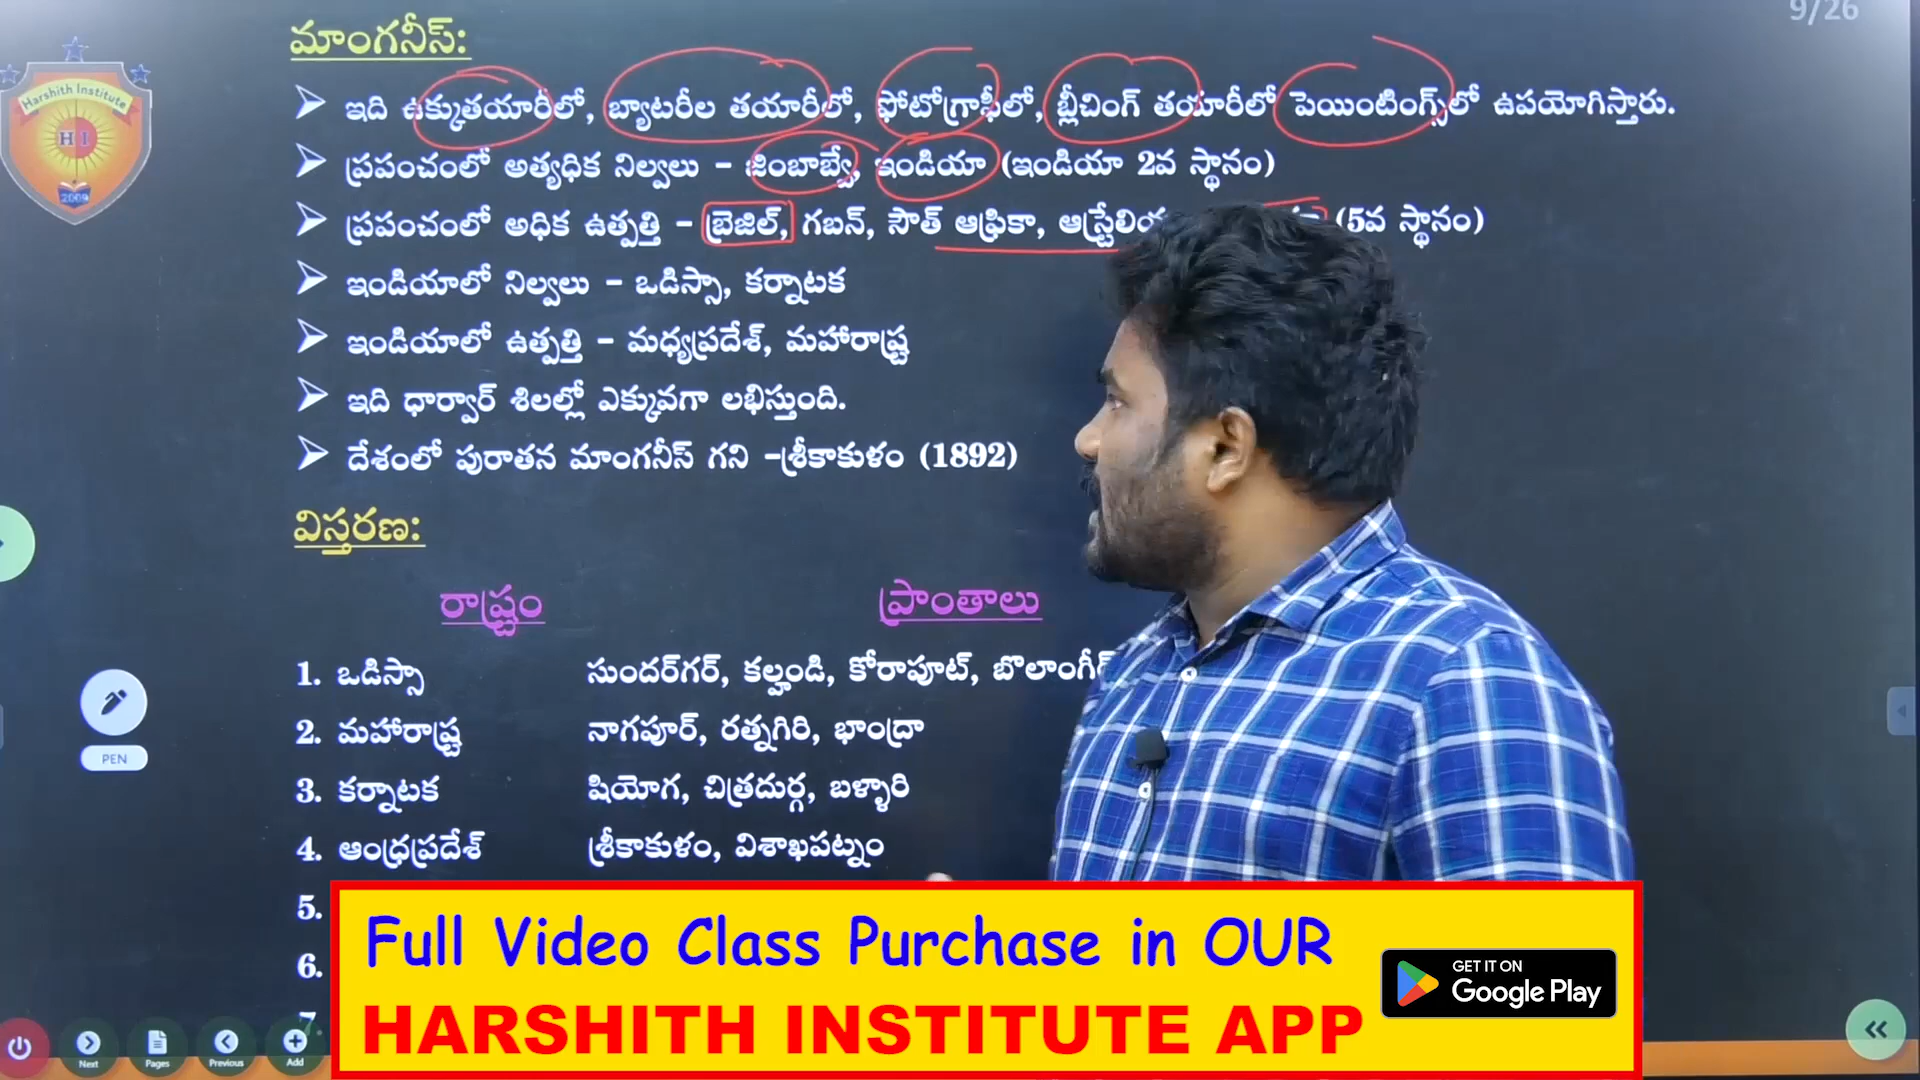 9/26
మాంగనీస్:
Harshith Institute
H I
2009
➢ ఇది ఉక్కుతయారీలో, బ్యాటరీల తయారీలో, ఫోటోగ్రాఫీలో, బ్లీచింగ్ తయారీలో పెయింటింగ్స్‌లో ఉపయోగిస్తారు.
➢ ప్రపంచంలో అత్యధిక నిల్వలు - జింబాబ్వే, ఇండియా (ఇండియా 2వ స్థానం)
➢ ప్రపంచంలో అధిక ఉత్పత్తి - బ్రెజిల్, గబన్, సౌత్ ఆఫ్రికా, (5వ స్థానం)
➢ ఇండియాలో నిల్వలు - ఒడిస్సా, కర్నాటక
➢ ఇండియాలో ఉత్పత్తి - మధ్యప్రదేశ్, మహారాష్ట్ర
➢ ఇది ధార్వార్ శిలల్లో ఎక్కువగా లభిస్తుంది.
➢ దేశంలో పురాతన మాంగనీస్ గని -శ్రీకాకుళం (1892)
విస్తరణ:
రాష్ట్రం ప్రాంతాలు
1. ఒడిస్సా సుందర్‌గర్, కల్హండి, కోరాపూట్,
2. మహారాష్ట్ర నాగపూర్, రత్నగిరి, భాంద్రా
3. కర్నాటక షియోగ, చిత్రదుర్గ, బళ్ళారి
4. ఆంధ్రప్రదేశ్ శ్రీకాకుళం, విశాఖపట్నం
5.
6.
7.
PEN
Full Video Class Purchase in OUR
HARSHITH INSTITUTE APP
GET IT ON
Google Play
Next Pages Previous Add